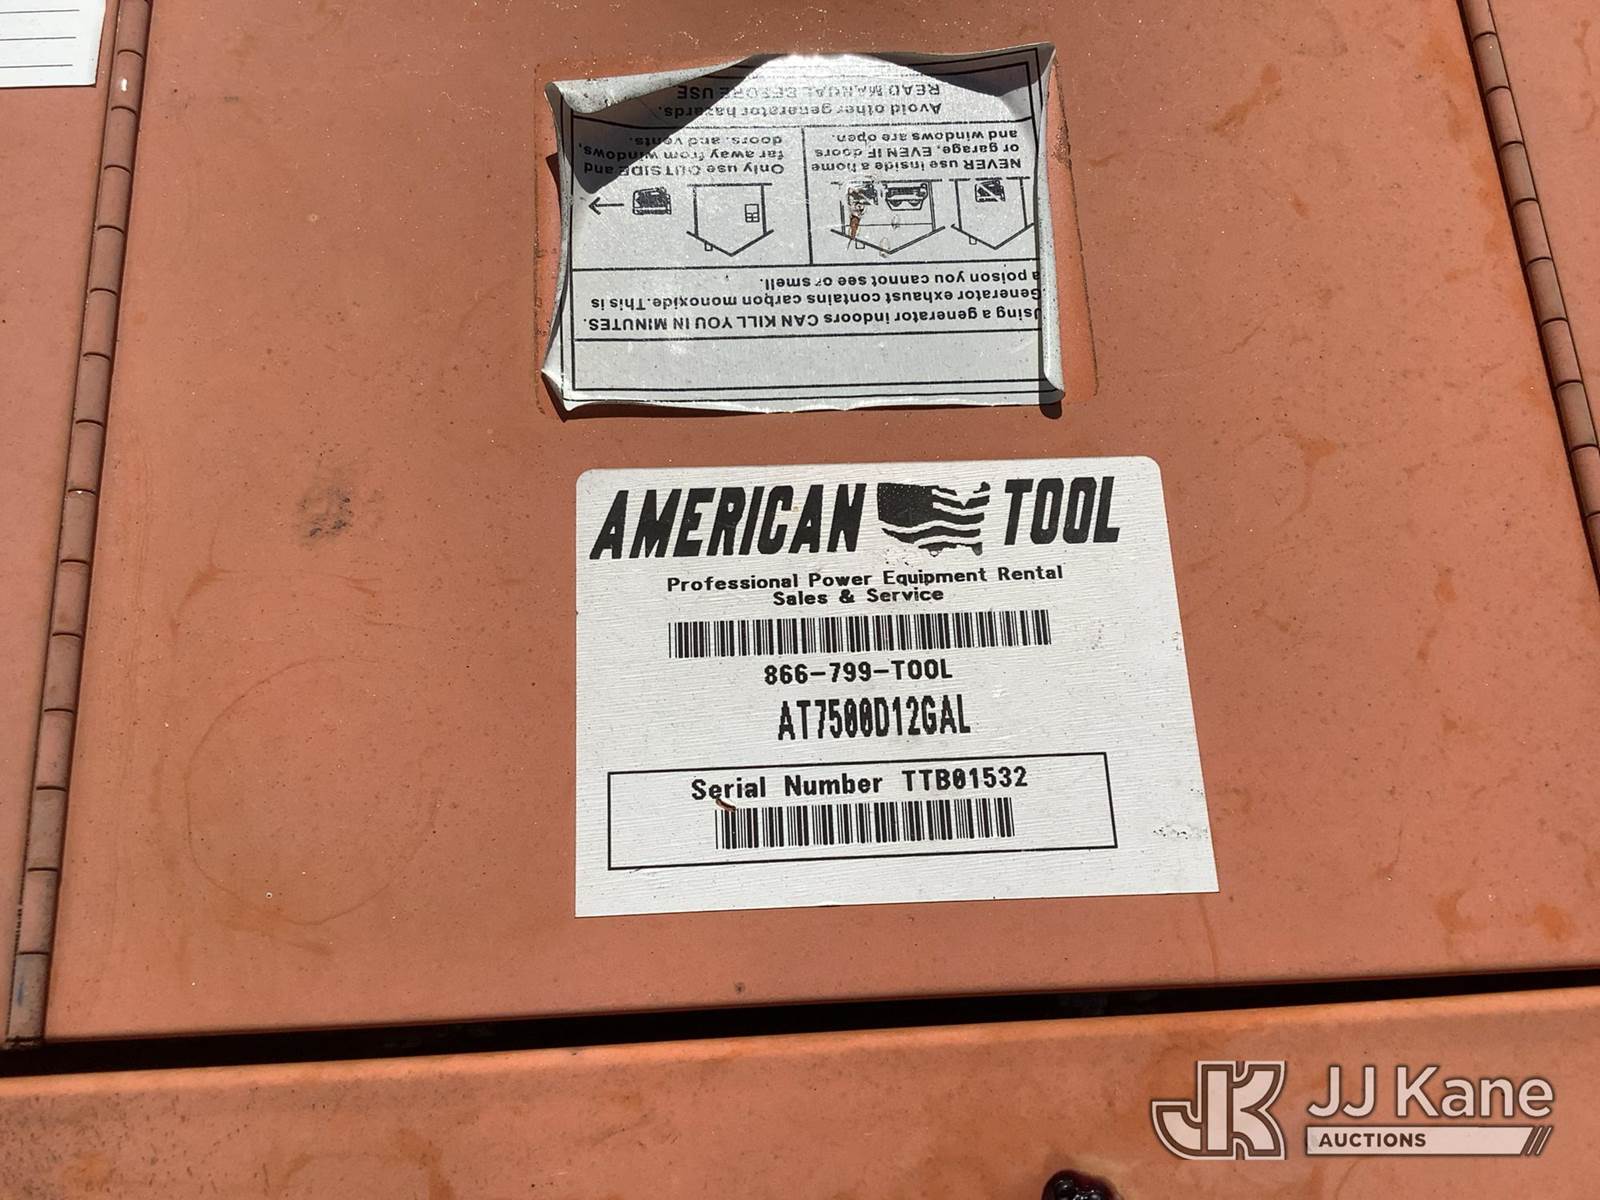 Using a generator indoors CAN KILL YOU IN MINUTES.
Generator exhaust contains carbon monoxide. This is
a poison you cannot see or smell.
NEVER use inside a home
or garage, EVEN IF doors
and windows are open.
Only use OUTSIDE and
far away from windows,
doors, and vents.
Avoid other generator hazards.
READ MANUAL BEFORE USE
AMERICAN TOOL
Professional Power Equipment Rental
Sales & Service
866-799-TOOL
AT7500D12GAL
Serial Number TTB01532
JK JJ Kane
AUCTIONS